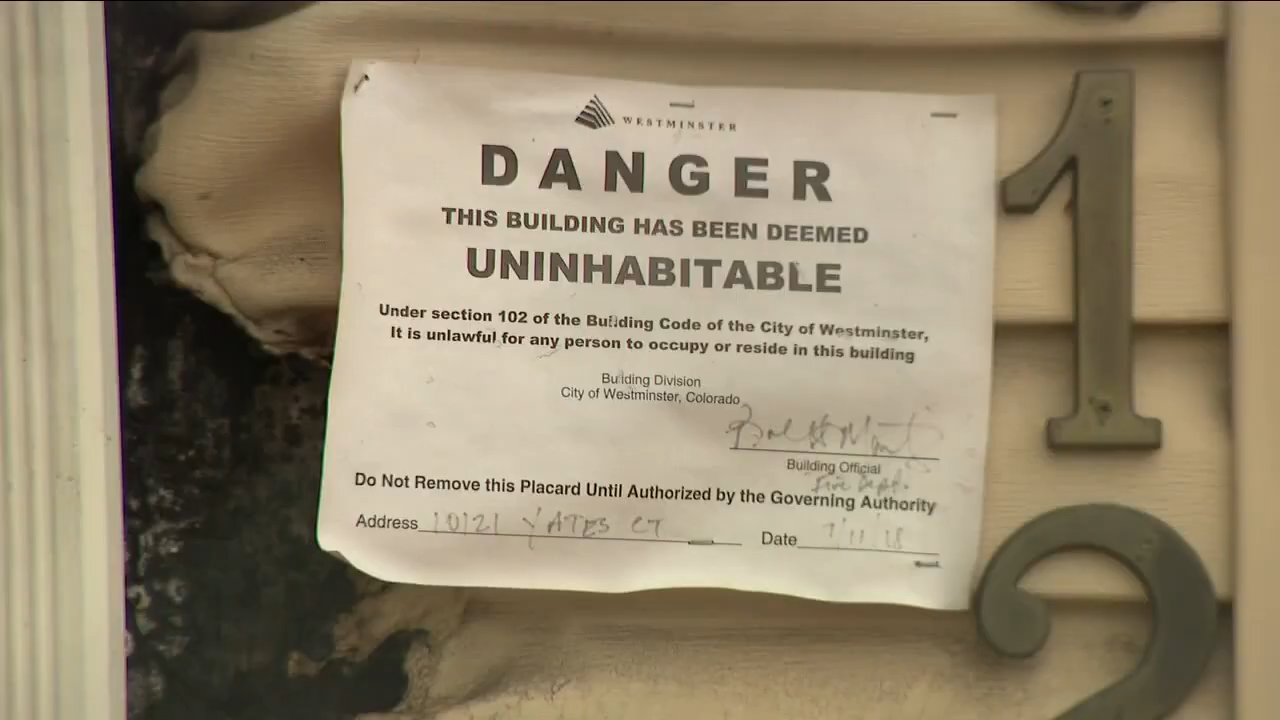 WESTMINSTER
DANGER
THIS BUILDING HAS BEEN DEEMED
UNINHABITABLE
Under section 102 of the Building Code of the City of Westminster,
It is unlawful for any person to occupy or reside in this building
Building Division
City of Westminster, Colorado
Building Official
Fire Dept.
Do Not Remove this Placard Until Authorized by the Governing Authority
Address 10121 YATES CT Date 7/11/18
1
2